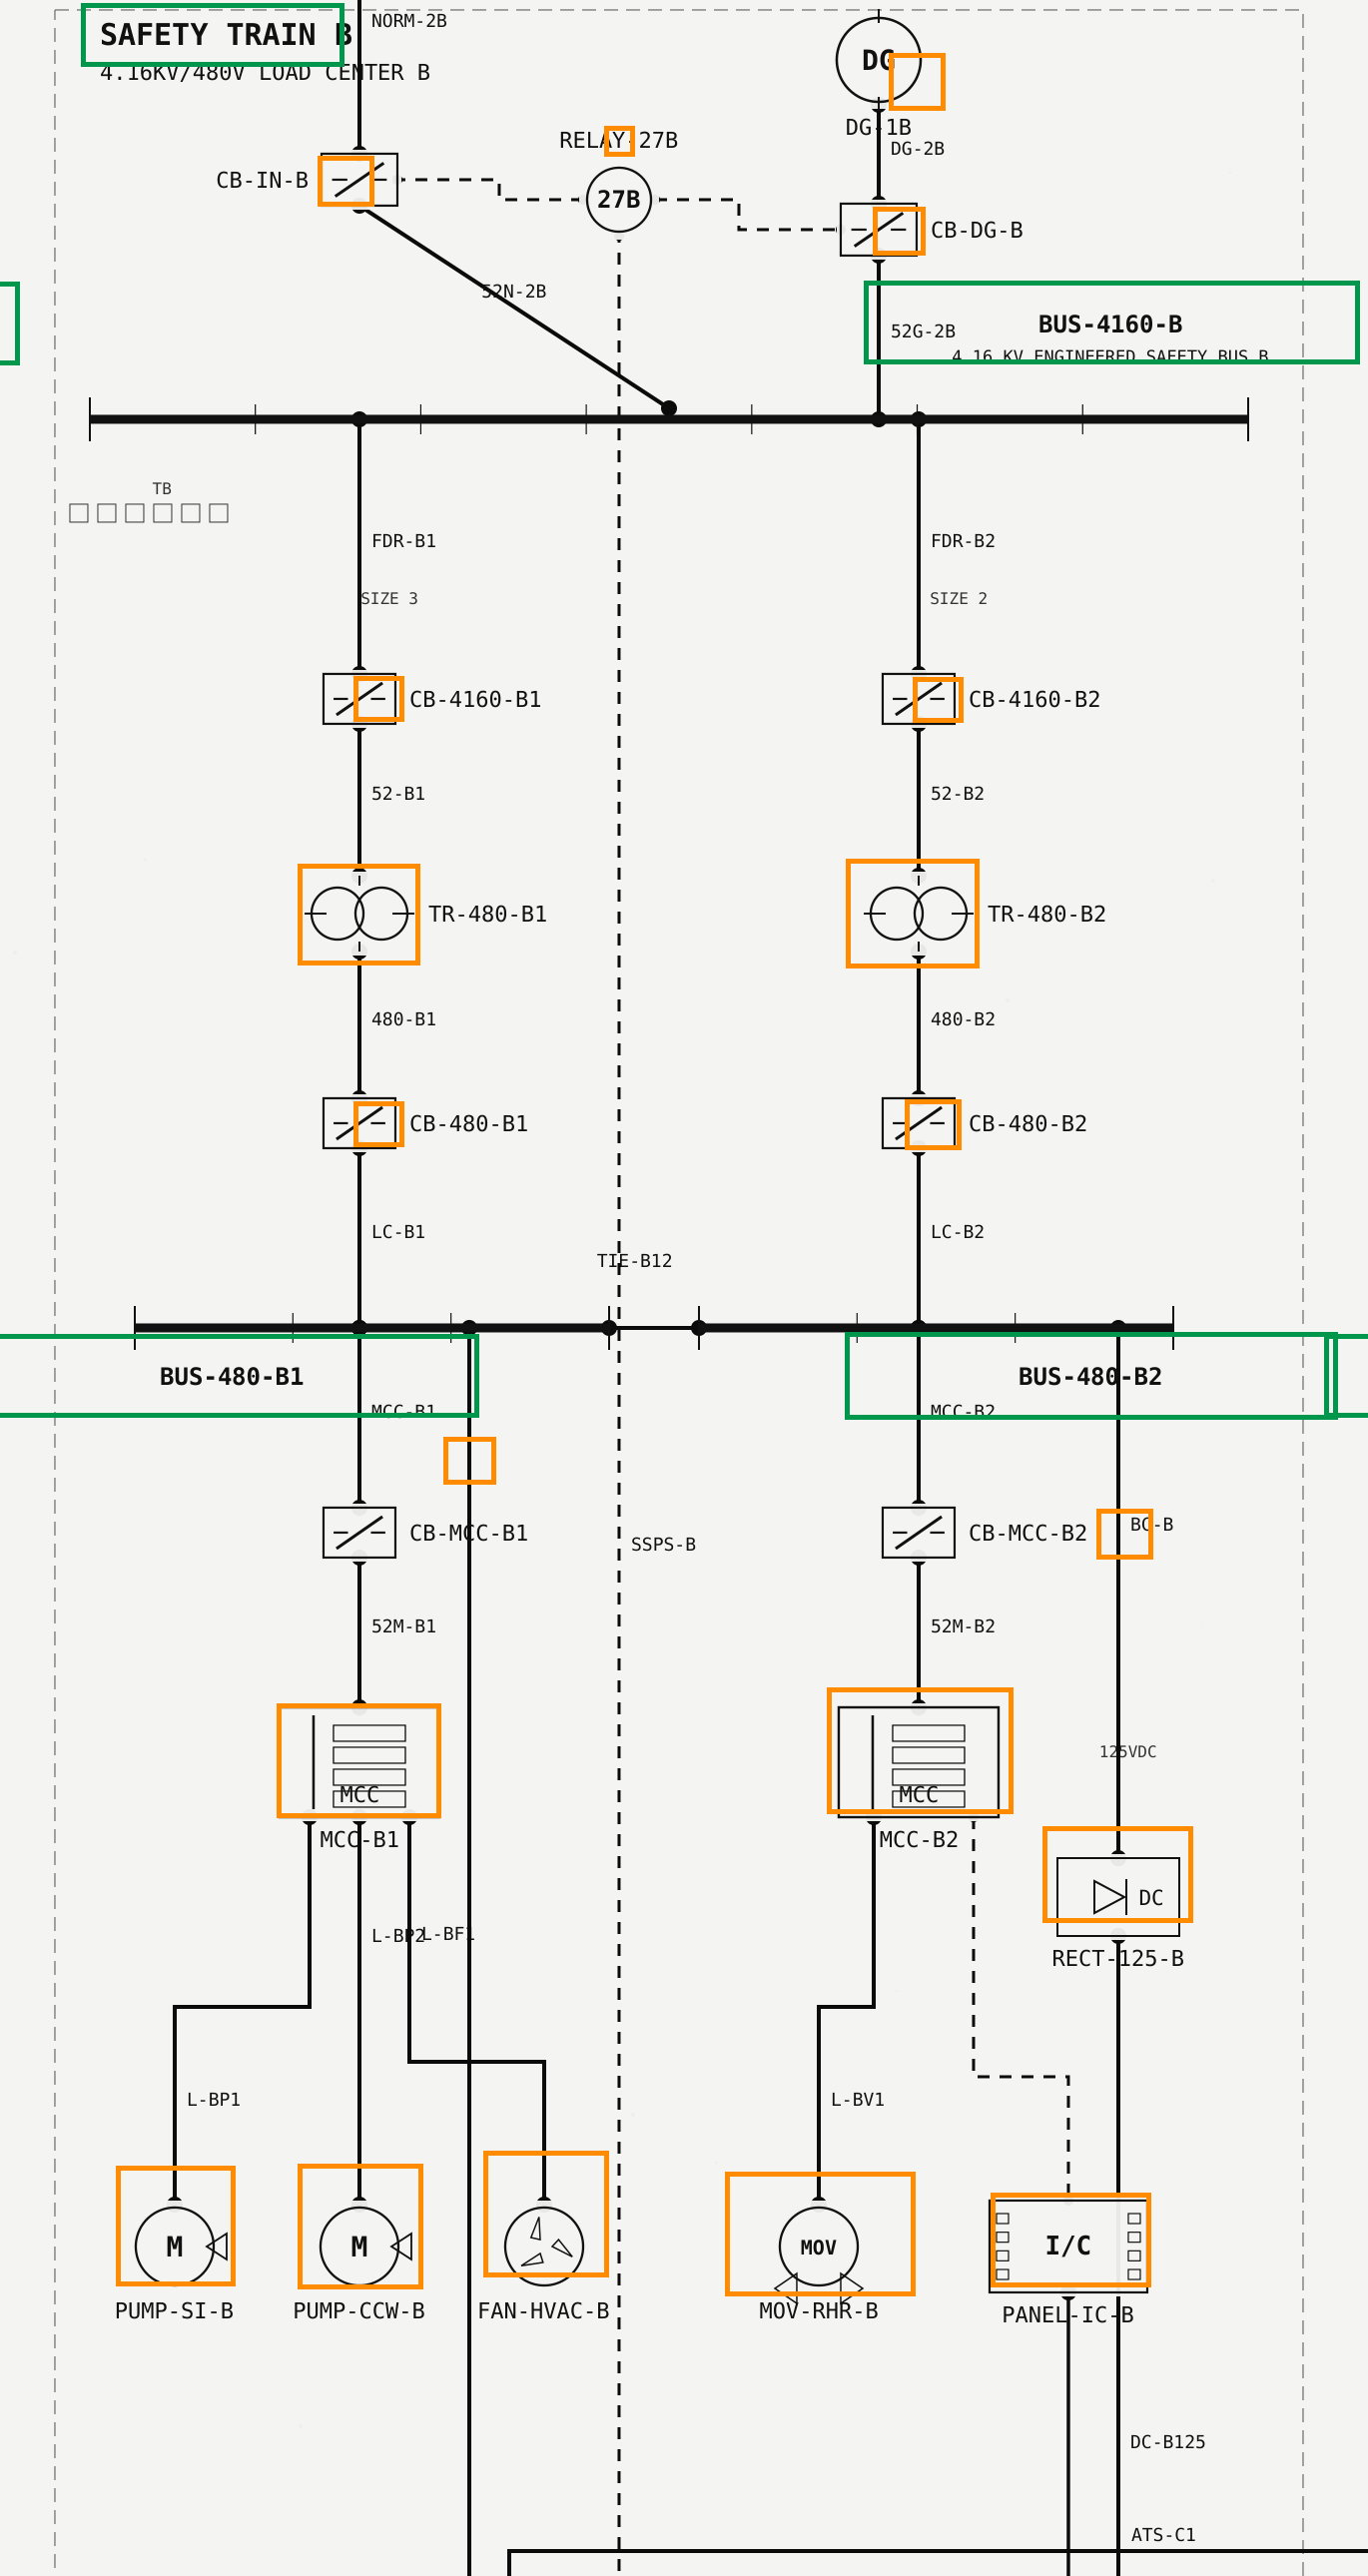 NORM-2B
SAFETY TRAIN B
4.16KV/480V LOAD CENTER B
DG
DG-1B
RELAY-27B
DG-2B
CB-IN-B
27B
CB-DG-B
52N-2B
52G-2B
BUS-4160-B
4.16 KV ENGINEERED SAFETY BUS B
TB
FDR-B1
FDR-B2
SIZE 3
SIZE 2
CB-4160-B1
CB-4160-B2
52-B1
52-B2
TR-480-B1
TR-480-B2
480-B1
480-B2
CB-480-B1
CB-480-B2
LC-B1
LC-B2
TIE-B12
BUS-480-B1
BUS-480-B2
MCC-B1
MCC-B2
CB-MCC-B1
CB-MCC-B2
BC-B
SSPS-B
52M-B1
52M-B2
125VDC
MCC
MCC
MCC-B1
MCC-B2
DC
L-BP2
L-BF1
RECT-125-B
L-BP1
L-BV1
M
M
MOV
I/C
PUMP-SI-B
PUMP-CCW-B
FAN-HVAC-B
MOV-RHR-B
PANEL-IC-B
DC-B125
ATS-C1